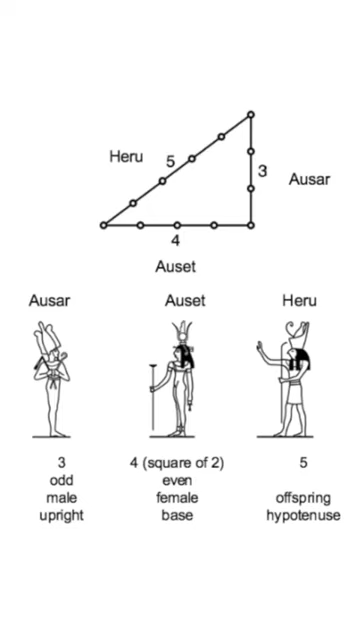 Heru
5
3
Ausar
4
Auset
Ausar
Auset
Heru
3
odd
male
upright
4 (square of 2)
even
female
base
5
offspring
hypotenuse